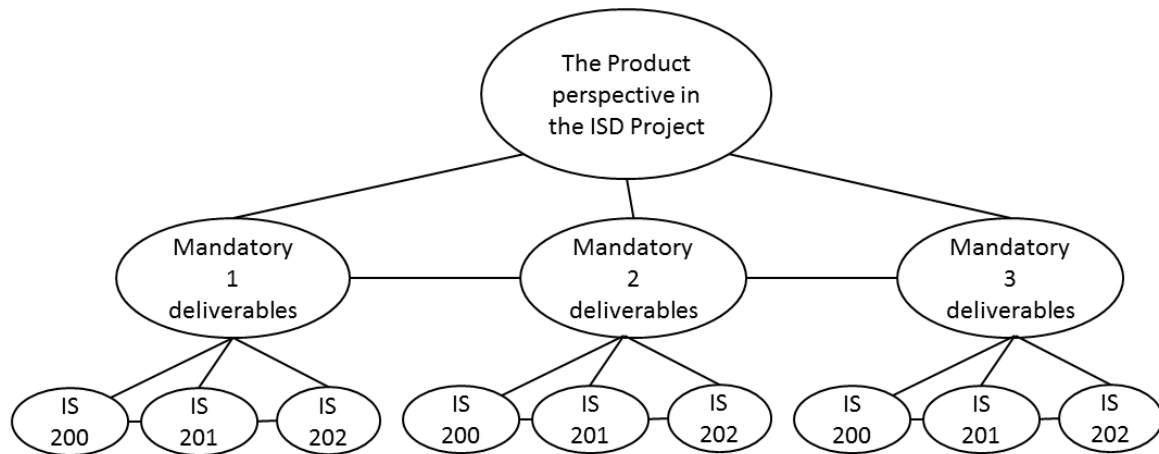 The Product
perspective in
the ISD Project
Mandatory
1
deliverables
Mandatory
2
deliverables
Mandatory
3
deliverables
IS
200
IS
201
IS
202
IS
200
IS
201
IS
202
IS
200
IS
201
IS
202